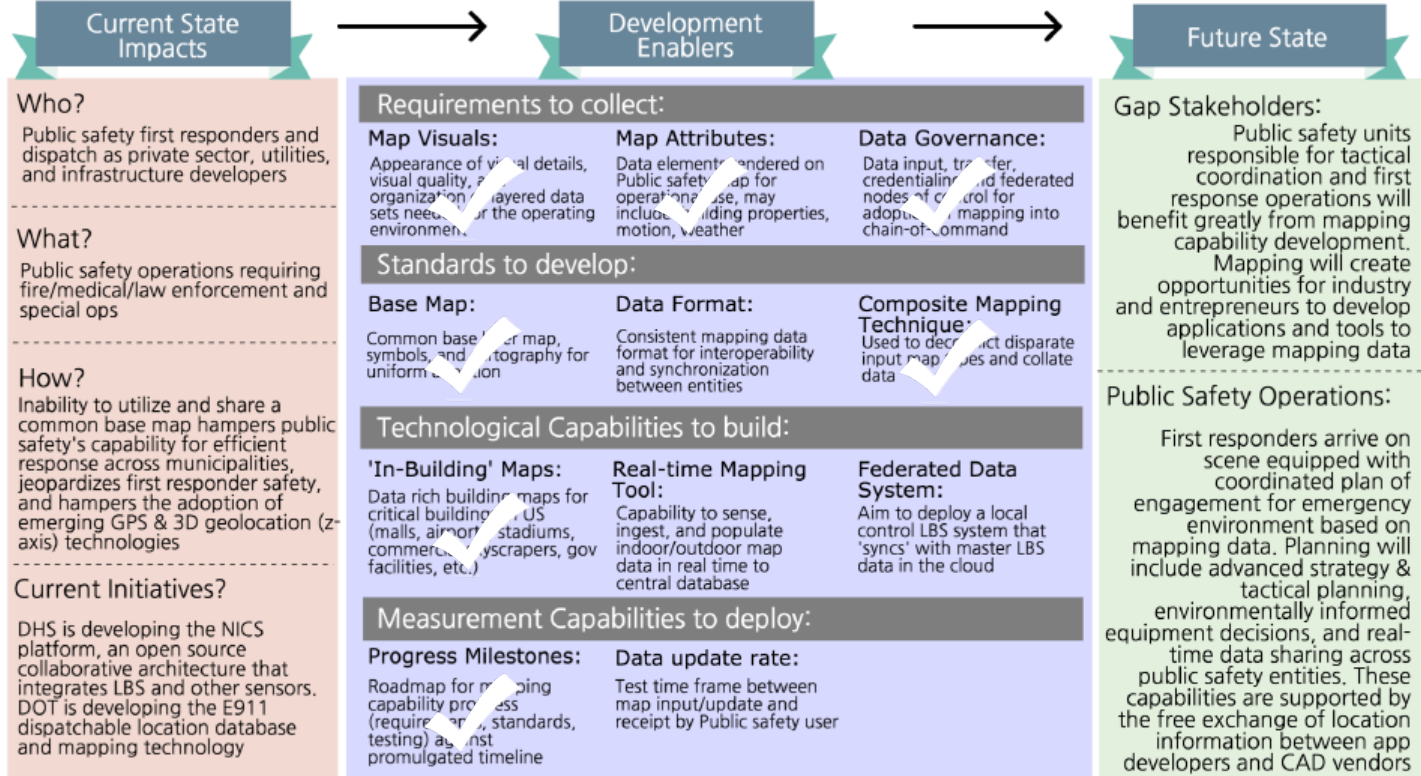 Current State
Impacts
Development
Enablers
Future State
Who?
Public safety first responders and
dispatch as private sector, utilities,
and infrastructure developers
What?
Public safety operations requiring
fire/medical/law enforcement and
special ops
How?
Inability to utilize and share a
common base map hampers public
safety's capability for efficient
response across municipalities,
jeopardizes first responder safety,
and hampers the adoption of
emerging GPS & 3D geolocation (z-
axis) technologies
Current Initiatives?
DHS is developing the NICS
platform, an open source
collaborative architecture that
integrates LBS and other sensors.
DOT is developing the E911
dispatchable location database
and mapping technology
Requirements to collect:
Map Visuals:
Appearance of visual details,
visual quality,
organization layered data
sets needed for the operating
environment
Map Attributes:
Data elements rendered on
Public safety map for
operational use, may
include building properties,
motion, weather
Data Governance:
Data input, transfer,
credentialing and federated
nodes of control for
adoption mapping into
chain-of-command
Standards to develop:
Base Map:
Common base layer map,
symbols, and cartography for
uniform
Data Format:
Consistent mapping data
format for interoperability
and synchronization
between entities
Composite Mapping
Technique:
Used to deconflict disparate
input map types and collate
data
Technological Capabilities to build:
'In-Building' Maps:
Data rich building maps for
critical buildings US
(malls, airports, stadiums,
commercial skyscrapers, gov
facilities, etc.)
Real-time Mapping
Tool:
Capability to sense,
ingest, and populate
indoor/outdoor map
data in real time to
central database
Federated Data
System:
Aim to deploy a local
control LBS system that
'syncs' with master LBS
data in the cloud
Measurement Capabilities to deploy:
Progress Milestones:
Roadmap for mapping
capability progress
(requirements, standards,
testing) against
promulgated timeline
Data update rate:
Test time frame between
map input/update and
receipt by Public safety user
Gap Stakeholders:
Public safety units
responsible for tactical
coordination and first
response operations will
benefit greatly from mapping
capability development.
Mapping will create
opportunities for industry
and entrepreneurs to develop
applications and tools to
leverage mapping data
Public Safety Operations:
First responders arrive on
scene equipped with
coordinated plan of
engagement for emergency
environment based on
mapping data. Planning will
include advanced strategy &
tactical planning,
environmentally informed
equipment decisions, and real-
time data sharing across
public safety entities. These
capabilities are supported by
the free exchange of location
information between app
developers and CAD vendors